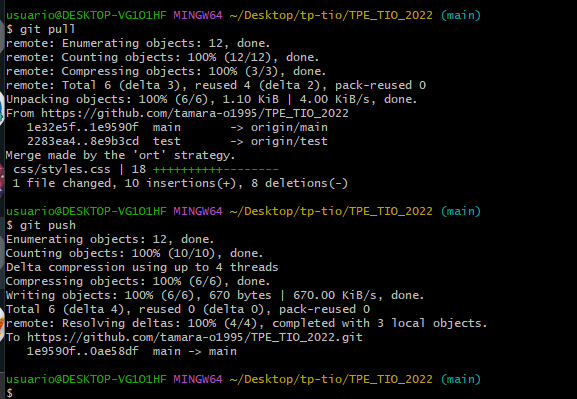 usuario@DESKTOP-VG1O1HF MINGW64 ~/Desktop/tp-tio/TPE_TIO_2022 (main)
$ git pull
remote: Enumerating objects: 12, done.
remote: Counting objects: 100% (12/12), done.
remote: Compressing objects: 100% (3/3), done.
remote: Total 6 (delta 3), reused 4 (delta 2), pack-reused 0
Unpacking objects: 100% (6/6), 1.10 KiB | 4.00 KiB/s, done.
From https://github.com/tamara-o1995/TPE_TIO_2022
   1e32e5f..1e9590f  main       -> origin/main
   2283ea4..8e9b3cd  test       -> origin/test
Merge made by the 'ort' strategy.
 css/styles.css | 18 ++++++++++--------
 1 file changed, 10 insertions(+), 8 deletions(-)
usuario@DESKTOP-VG1O1HF MINGW64 ~/Desktop/tp-tio/TPE_TIO_2022 (main)
$ git push
Enumerating objects: 12, done.
Counting objects: 100% (10/10), done.
Delta compression using up to 4 threads
Compressing objects: 100% (6/6), done.
Writing objects: 100% (6/6), 670 bytes | 670.00 KiB/s, done.
Total 6 (delta 4), reused 0 (delta 0), pack-reused 0
remote: Resolving deltas: 100% (4/4), completed with 3 local objects.
To https://github.com/tamara-o1995/TPE_TIO_2022.git
   1e9590f..0ae58df  main -> main
usuario@DESKTOP-VG1O1HF MINGW64 ~/Desktop/tp-tio/TPE_TIO_2022 (main)
$